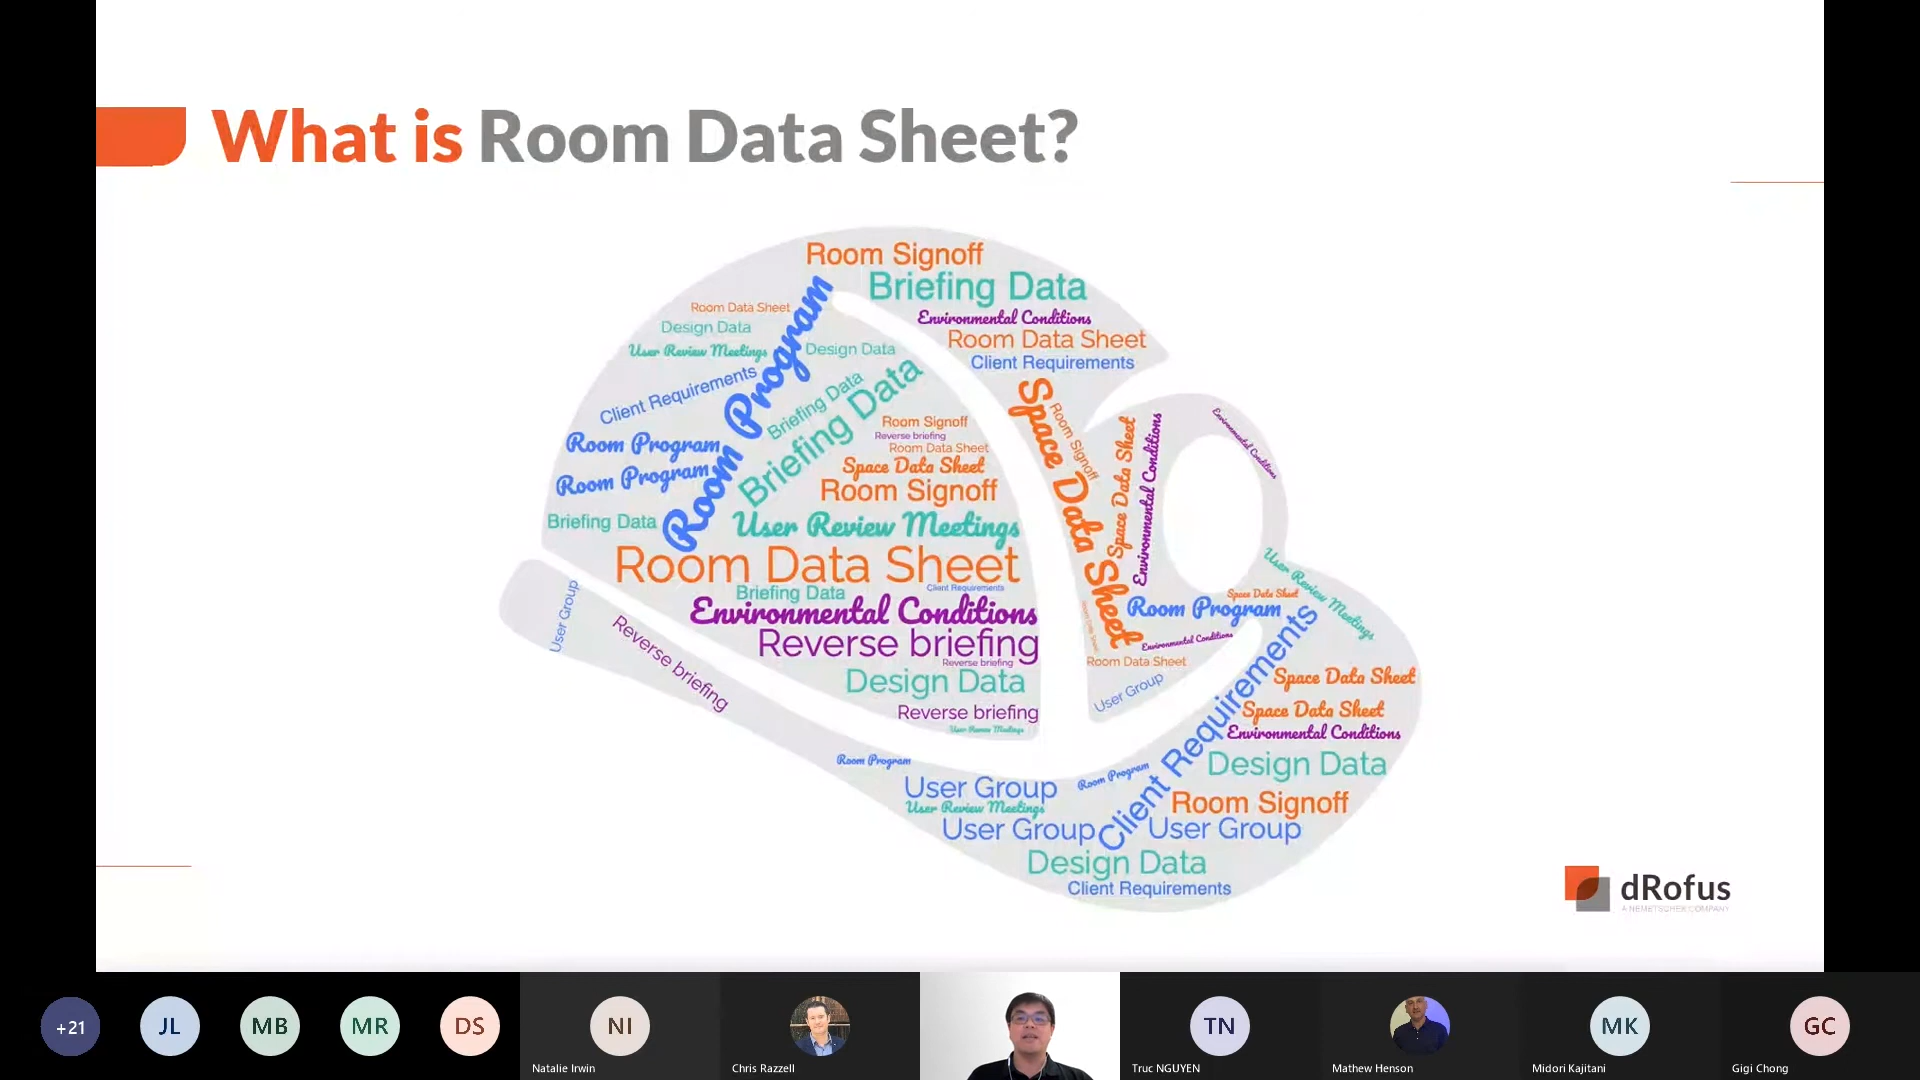 What is Room Data Sheet?
Room Signoff
Briefing Data
Environmental Conditions
Room Data Sheet
Client Requirements
Room Data Sheet
Design Data
User Review Meetings
Design Data
Room Program
Client Requirements
Briefing Data
Briefing Data
Room Program
Room Program
Briefing Data
Room Signoff
Reverse briefing
Room Data Sheet
Space Data Sheet
Room Signoff
User Review Meetings
Room Data Sheet
Briefing Data
Client Requirements
Environmental Conditions
Reverse briefing
Reverse briefing
Design Data
Reverse briefing
User Review Meetings
Space Data Sheet
Room Signoff
Space Data Sheet
Environmental Conditions
Environmental Conditions
Room Data Sheet
Space Data Sheet
Room Program
Environmental Conditions
Room Data Sheet
User Group
User Review Meetings
User Group
Reverse briefing
Room Program
User Group
User Review Meetings
User Group
Room Program
Client Requirements
Space Data Sheet
Space Data Sheet
Environmental Conditions
Design Data
Room Signoff
User Group
Design Data
Client Requirements
dRofus
A NEMETSCHEK COMPANY
+21
JL
MB
MR
DS
NI
TN
MK
GC
Natalie Irwin
Chris Razzell
Truc NGUYEN
Mathew Henson
Midori Kajitani
Gigi Chong